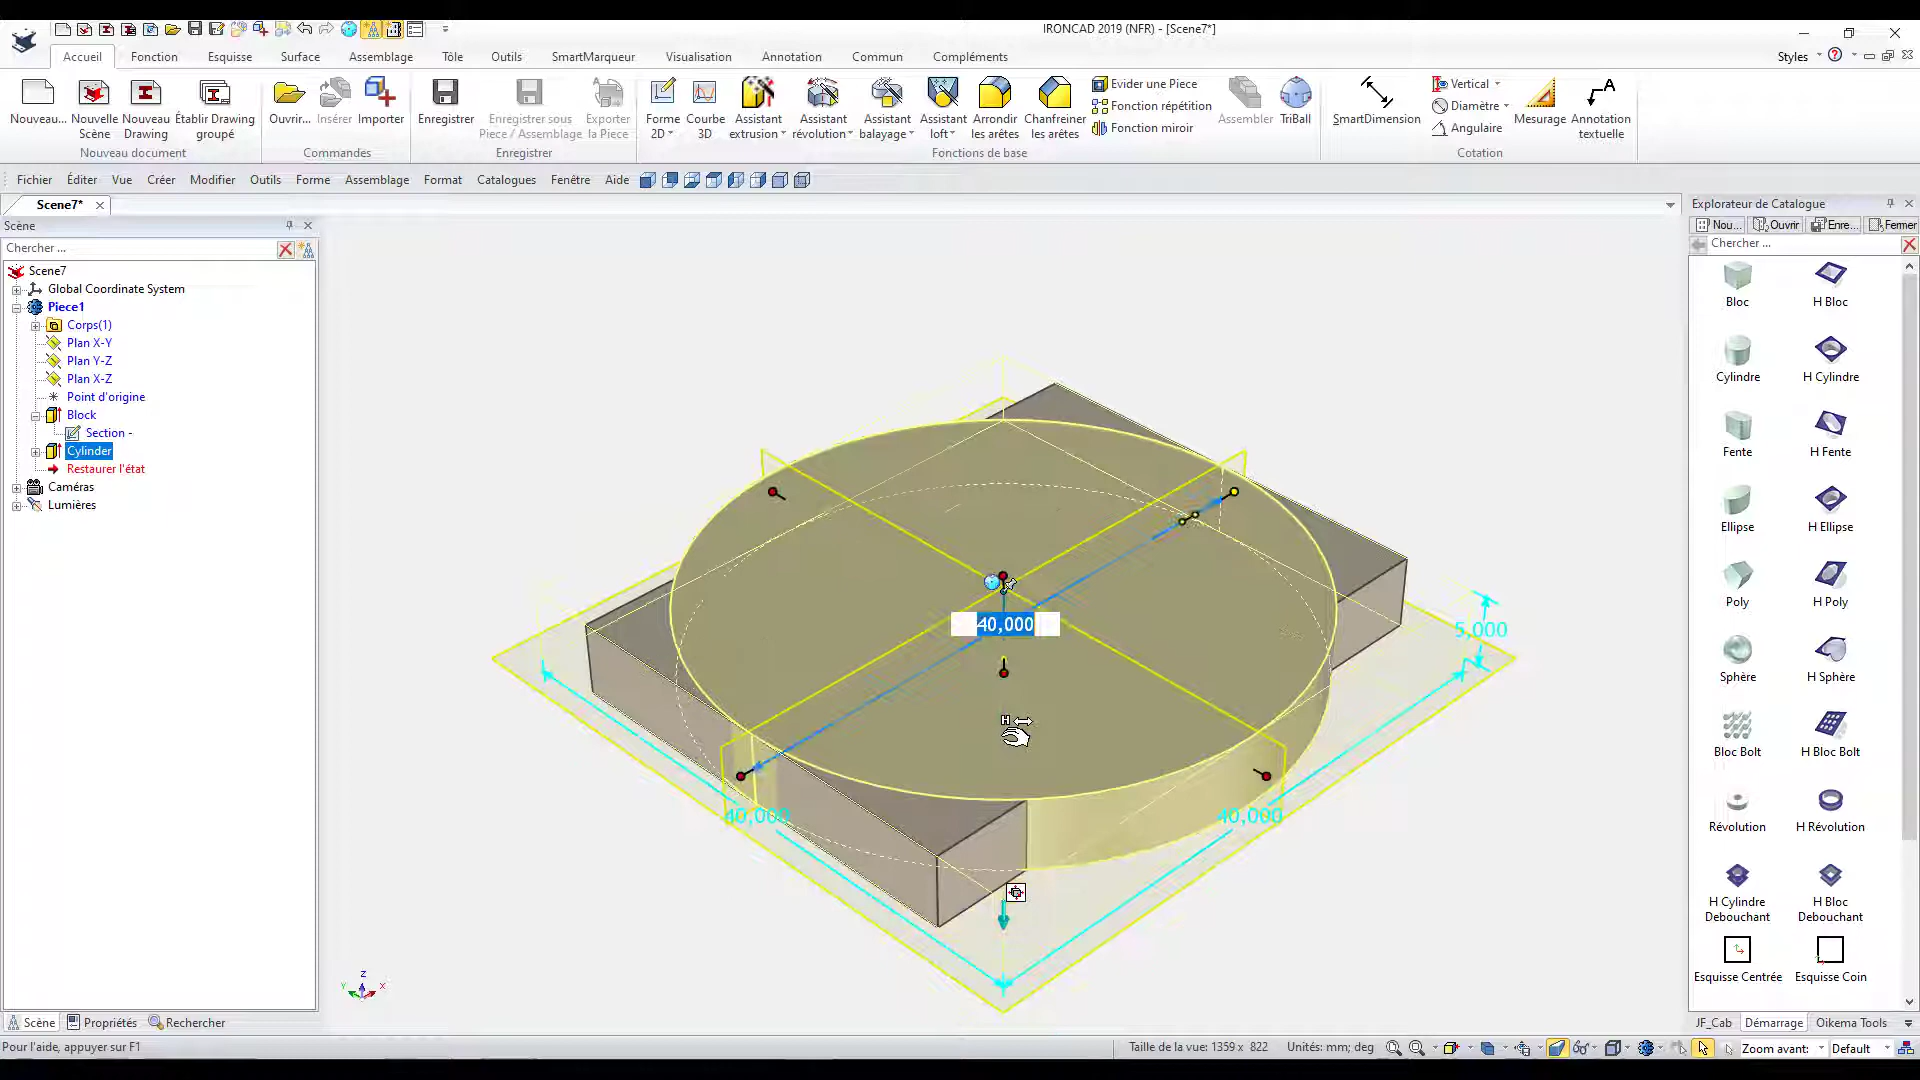 IRONCAD 2019 (NFR) - [Scene7*]
Accueil Fonction Esquisse Surface Assemblage Tôle Outils SmartMarqueur Visualisation Annotation Commun Compléments Styles
Nouveau... Nouvelle Scène Nouveau Drawing Établir Drawing groupé
Nouveau document
Ouvrir... Insérer Importer
Commandes
Enregistrer Enregistrer sous Piece / Assemblage Exporter la Piece
Enregistrer
Forme 2D Courbe 3D Assistant extrusion Assistant révolution Assistant balayage Assistant loft Arrondir les arêtes Chanfreiner les arêtes
Evider une Piece
Fonction répétition
Fonction miroir
Assembler TriBall
Fonctions de base
SmartDimension
Vertical
Diamètre
Angulaire
Mesurage Annotation textuelle
Cotation
Fichier Éditer Vue Créer Modifier Outils Forme Assemblage Format Catalogues Fenêtre Aide
Scene7*
Scène
Chercher ...
Scene7
Global Coordinate System
Piece1
Corps(1)
Plan X-Y
Plan Y-Z
Plan X-Z
Point d'origine
Block
Section -
Cylinder
Restaurer l'état
Caméras
Lumières
Scène Propriétés Rechercher
40,000
5,000
40,000
40,000
H
Z
Y X
Explorateur de Catalogue
Nou... Ouvrir Enre... Fermer
Chercher ...
Bloc H Bloc
Cylindre H Cylindre
Fente H Fente
Ellipse H Ellipse
Poly H Poly
Sphère H Sphère
Bloc Bolt H Bloc Bolt
Révolution H Révolution
H Cylindre Debouchant H Bloc Debouchant
Esquisse Centrée Esquisse Coin
JF_Cab Démarrage Oikema Tools
Pour l'aide, appuyer sur F1
Taille de la vue: 1359 x 822 Unités: mm; deg
Zoom avant: Default